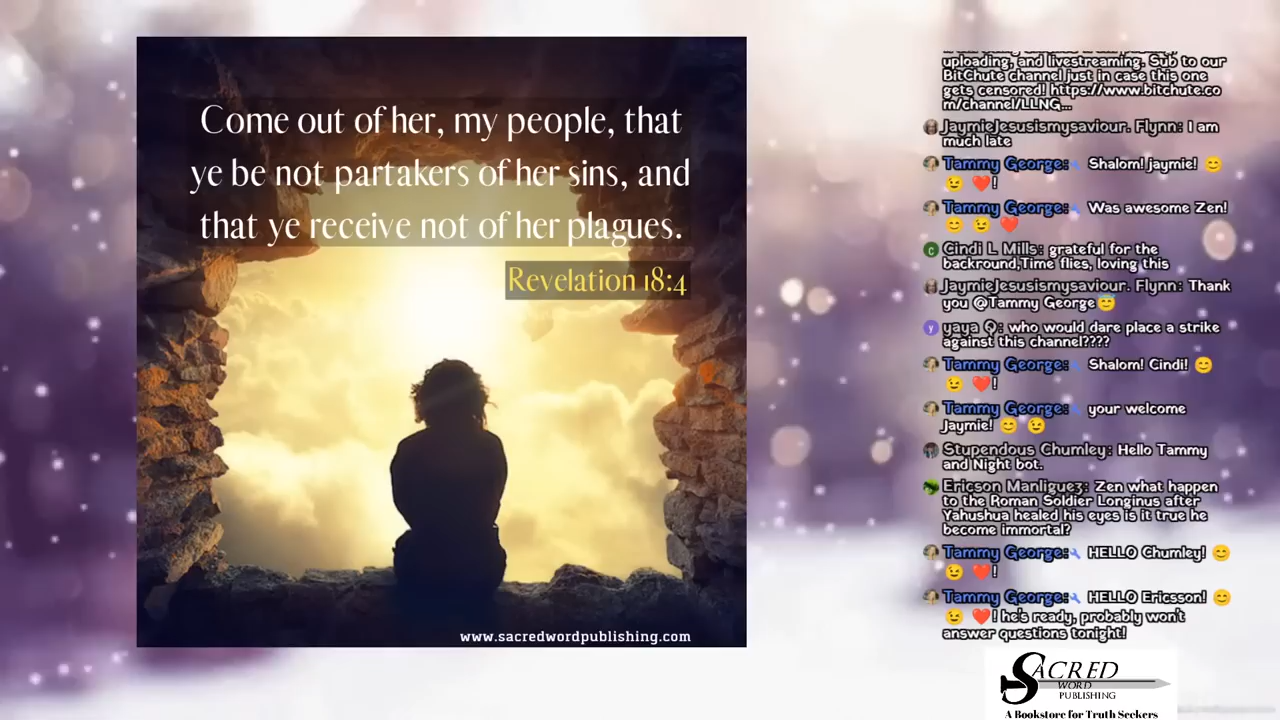 Come out of her, my people, that
ye be not partakers of her sins, and
that ye receive not of her plagues.
Revelation 18:4
www.sacredwordpublishing.com
uploading, and livestreaming. Sub to our
BitChute channel just in case this one
gets censored! https://www.bitchute.co
m/channel/LLNG...
JaymieJesusismysaviour. Flynn: I am
much late
Tammy George: Shalom! jaymie! 😊
😉 ❤️!
Tammy George: Was awesome Zen!
😊 😉 ❤️
C Cindi L Mills: grateful for the
backround,Time flies, loving this
JaymieJesusismysaviour. Flynn: Thank
you @Tammy George😇
y yaya Q: who would dare place a strike
against this channel????
Tammy George: Shalom! Cindi! 😊
😉 ❤️!
Tammy George: your welcome
Jaymie! 😊 😉
Stupendous Chumley: Hello Tammy
and Night bot.
Ericson Manliguez: Zen what happen
to the Roman Soldier Longinus after
Yahushua healed his eyes is it true he
become immortal?
Tammy George: HELLO Chumley! 😊
😉 ❤️!
Tammy George: HELLO Ericsson! 😊
😉 ❤️! he's ready, probably won't
answer questions tonight!
SACRED
WORD
PUBLISHING
A Bookstore for Truth Seekers